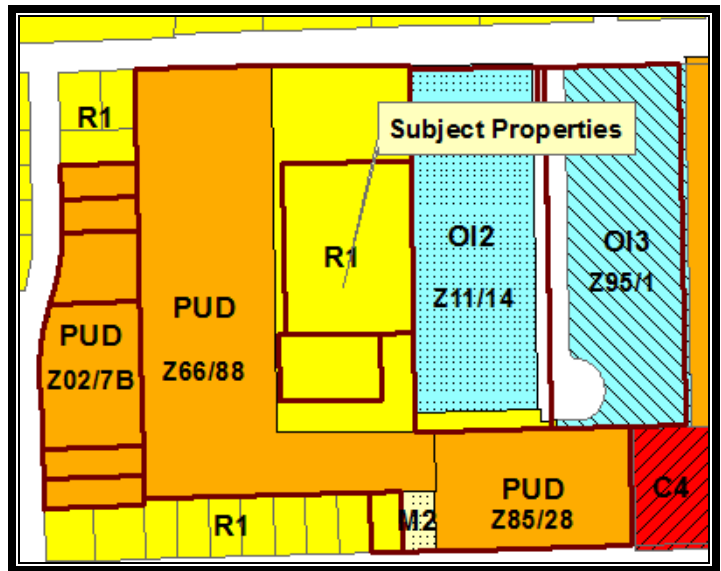 R1
Subject Properties
R1
OI2
OI3
Z11/14
Z95/1
PUD
Z66/88
PUD
Z02/7B
PUD
Z85/28
C4
M2
R1